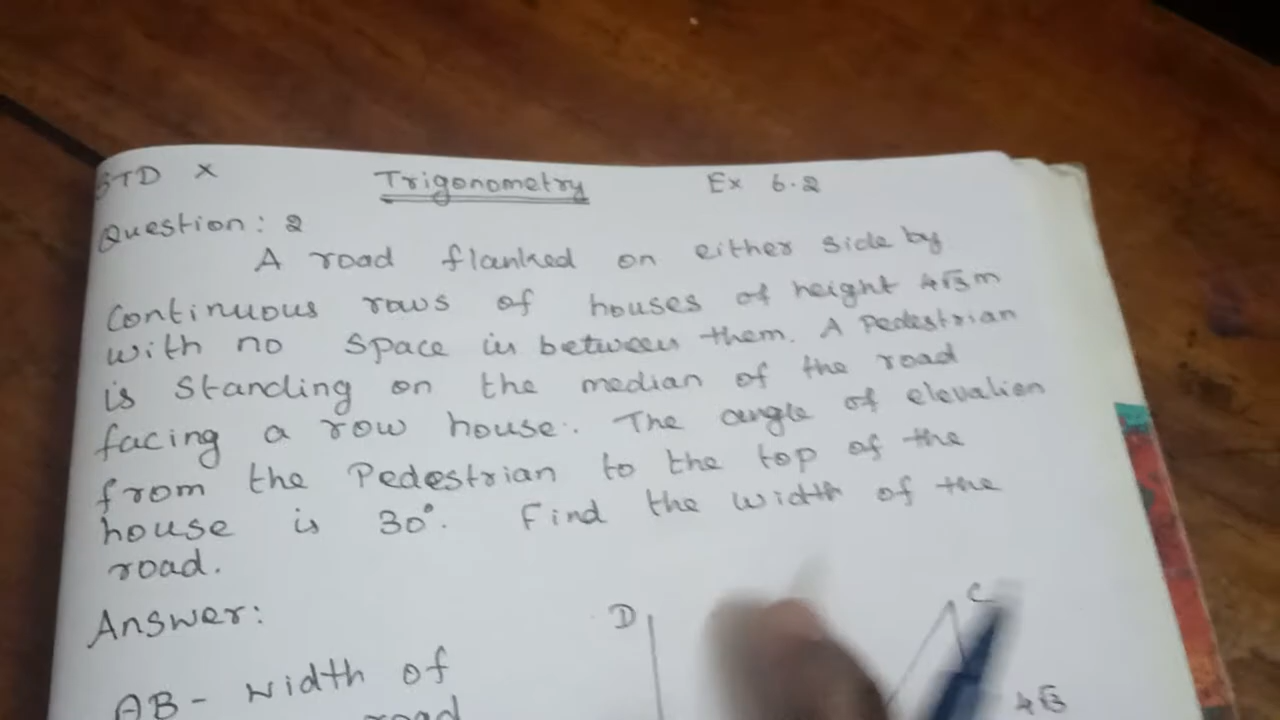 STD X Trigonometry Ex 6.2
Question: 2
A road flanked on either side by
Continuous rows of houses of height 4√3 m
with no space in between them. A Pedestrian
is Standing on the median of the road
facing a row house. The angle of elevation
from the Pedestrian to the top of the
house is 30°. Find the width of the
road.
Answer:
D C
AB - width of
road 4√3